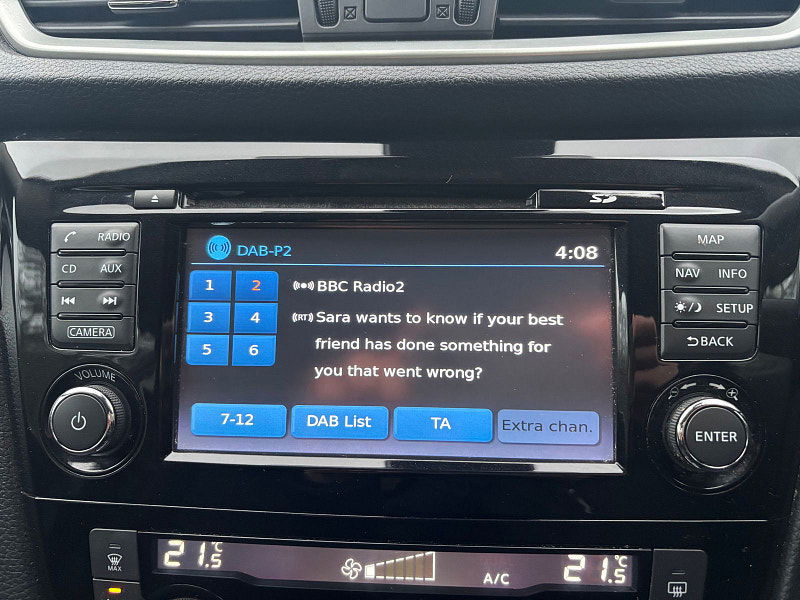 SD
RADIO
CD AUX
CAMERA
VOLUME
DAB-P2
4:08
1 2
3 4
5 6
BBC Radio2
(RT) Sara wants to know if your best
friend has done something for
you that went wrong?
7-12
DAB List
TA
Extra chan.
MAP
NAV INFO
SETUP
BACK
ENTER
MAX
21.5°C
A/C
21.5°C